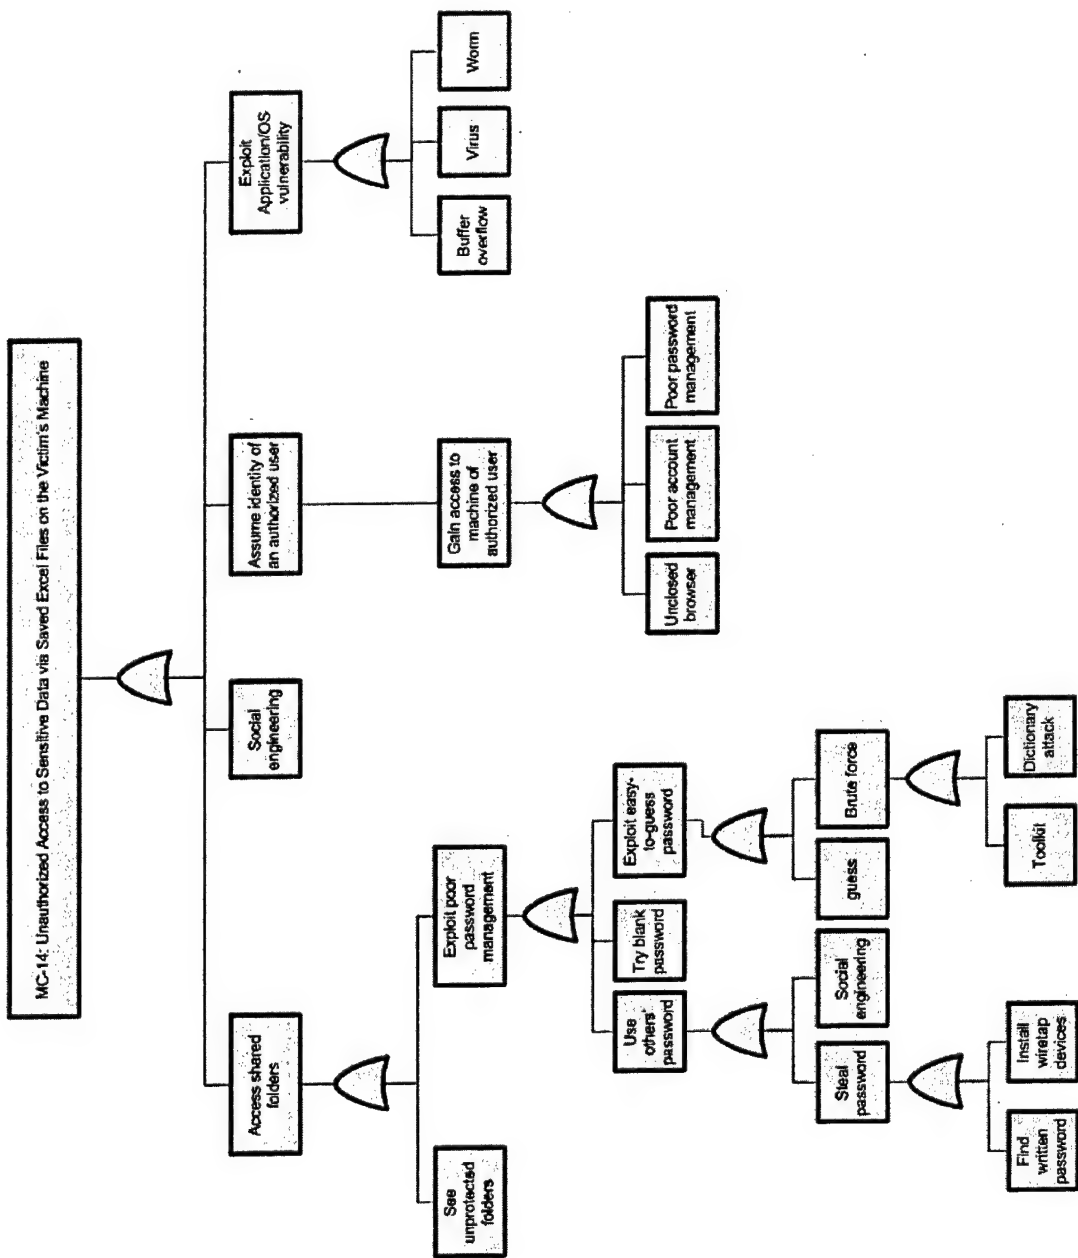 MC-14: Unauthorized Access to Sensitive Data via Saved Excel Files on the Victim's Machine
Access shared
folders
Social
engineering
Assume identity of
an authorized user
Exploit
Application/OS
vulnerability
See
unprotected
folders
Exploit poor
password
management
Gain access to
machine of
authorized user
Buffer
overflow
Virus
Worm
Use
others'
password
Try blank
password
Exploit easy-
to-guess
password
Unclosed
browser
Poor account
management
Poor password
management
Steal
password
Social
engineering
guess
Brute force
Find
written
password
Install
wiretap
devices
Toolkit
Dictionary
attack